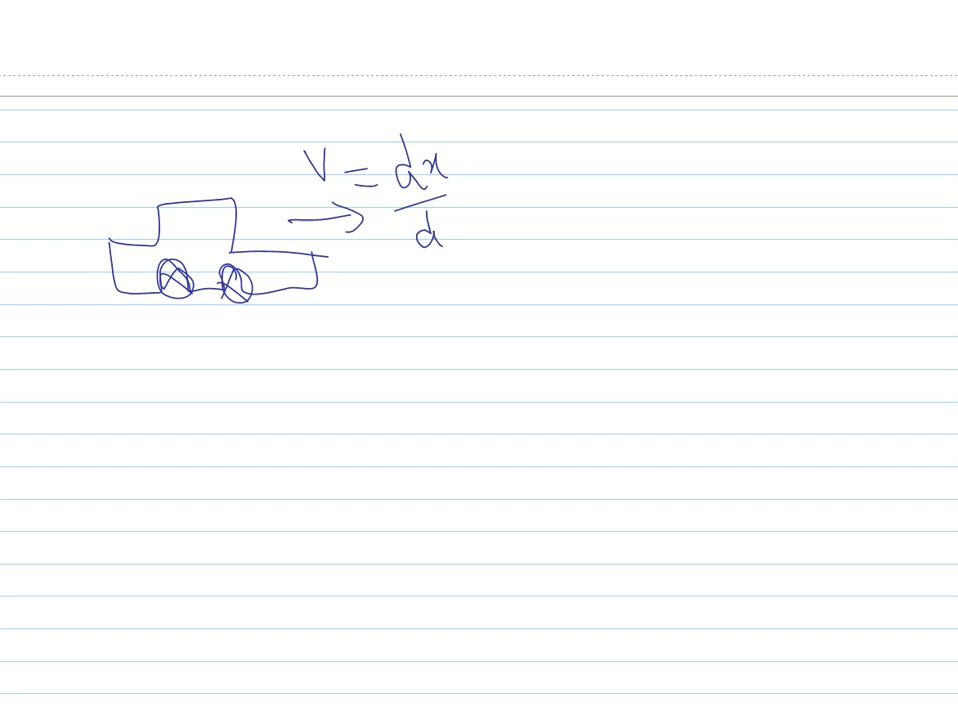 V = dx
d